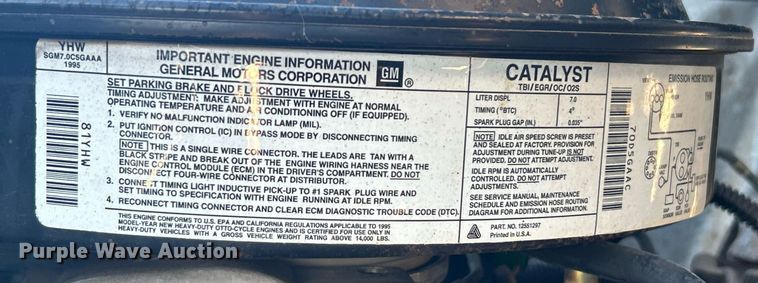 YHW
SGM7.0C5GAAA
1995
IMPORTANT ENGINE INFORMATION
GENERAL MOTORS CORPORATION
GM
SET PARKING BRAKE AND BLOCK DRIVE WHEELS.
TIMING ADJUSTMENT: MAKE ADJUSTMENT WITH ENGINE AT NORMAL
OPERATING TEMPERATURE AND AIR CONDITIONING OFF (IF EQUIPPED).
1. VERIFY NO MALFUNCTION INDICATOR LAMP (MIL).
2. PUT IGNITION CONTROL (IC) IN BYPASS MODE BY DISCONNECTING TIMING
CONNECTOR.
NOTE THIS IS A SINGLE WIRE CONNECTOR. THE LEADS ARE TAN WITH A
BLACK STRIPE AND BREAK OUT OF THE ENGINE WIRING HARNESS NEAR THE
ENGINE CONTROL MODULE (ECM) IN THE DRIVER'S COMPARTMENT. DO NOT
DISCONNECT FOUR-WIRE CONNECTOR AT DISTRIBUTOR.
3. CONNECT TIMING LIGHT INDUCTIVE PICK-UP TO #1 SPARK PLUG WIRE AND
SET TIMING TO SPECIFICATION WITH ENGINE RUNNING AT IDLE RPM.
4. RECONNECT TIMING CONNECTOR AND CLEAR ECM DIAGNOSTIC TROUBLE CODE (DTC).
THIS ENGINE CONFORMS TO U.S. EPA AND CALIFORNIA REGULATIONS APPLICABLE TO 1995
MODEL-YEAR NEW HEAVY-DUTY OTTO-CYCLE ENGINES AND IS CERTIFIED FOR USE ONLY IN
HEAVY-DUTY VEHICLES WITH A GROSS VEHICLE WEIGHT RATING ABOVE 14,000 LBS.
81YHW
CATALYST
TBI/EGR/OC/O2S
LITER DISPL 7.0
TIMING (°BTC) 4°
SPARK PLUG GAP (IN.) 0.035"
NOTE IDLE AIR SPEED SCREW IS PRESET
AND SEALED AT FACTORY. PROVISION FOR
ADJUSTMENT DURING TUNE-UP IS NOT
PROVIDED.
IDLE RPM IS AUTOMATICALLY
CONTROLLED. DO NOT ATTEMPT
ADJUSTMENT.
SEE SERVICE MANUAL, MAINTENANCE
SCHEDULE AND EMISSION HOSE ROUTING
DIAGRAM FOR ADDITIONAL INFORMATION.
PART NO. 12551297
Printed in U.S.A.
EMISSION HOSE ROUTING
YHW
Purple Wave Auction